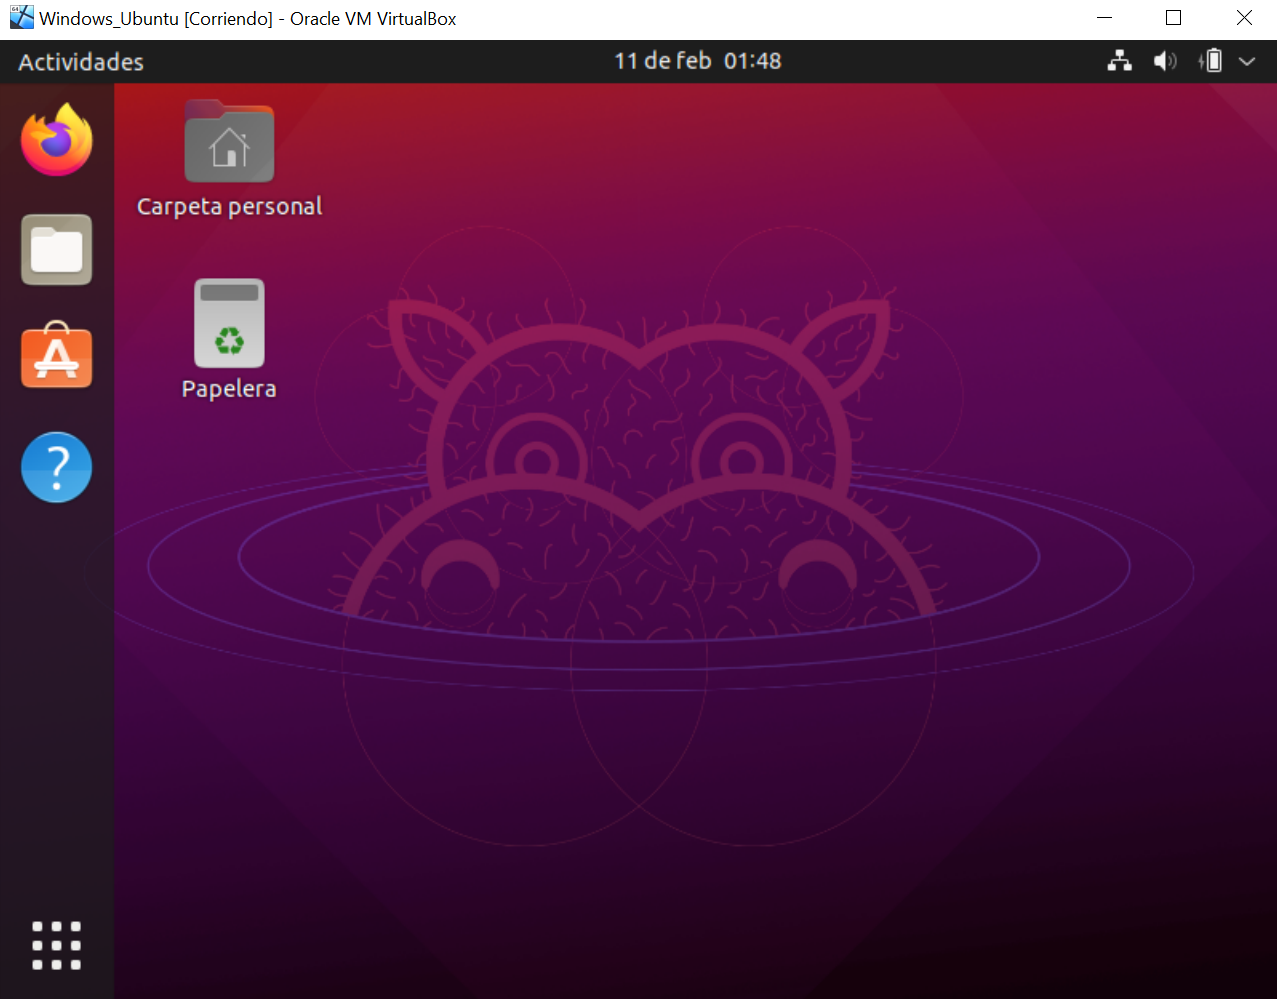 Windows_Ubuntu [Corriendo] - Oracle VM VirtualBox
Actividades
11 de feb 01:48
Carpeta personal
Papelera